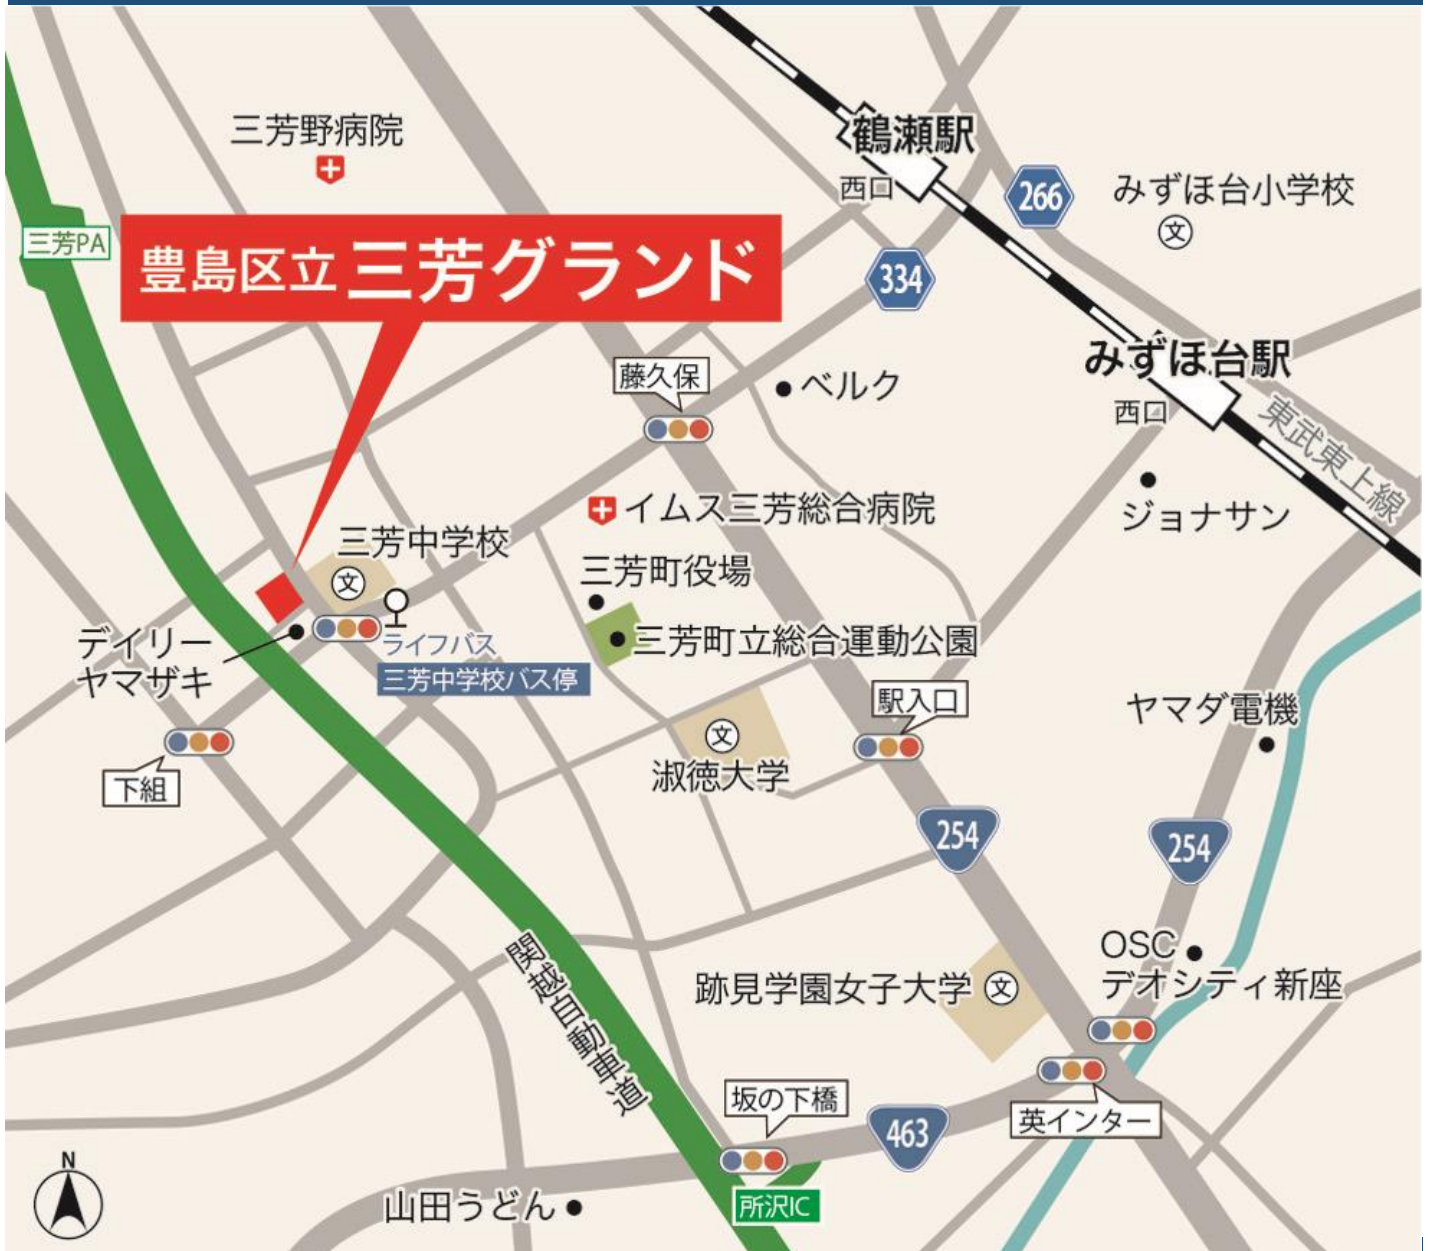 三芳野病院
鶴瀬駅
西口
266
みずほ台小学校
文
三芳PA
豊島区立 三芳グランド
334
みずほ台駅
西口
藤久保
ベルク
東武東上線
ジョナサン
イムス三芳総合病院
三芳中学校
文
三芳町役場
デイリー
ヤマザキ
ライフバス
三芳中学校バス停
三芳町立総合運動公園
駅入口
ヤマダ電機
文
淑徳大学
下組
254
254
関越自動車道
OSC
デオシティ新座
跡見学園女子大学
文
坂の下橋
463
英インター
N
山田うどん
所沢IC